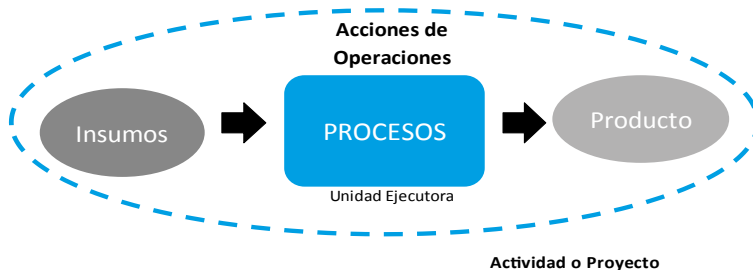 Acciones de
Operaciones
Insumos
PROCESOS
Producto
Unidad Ejecutora
Actividad o Proyecto